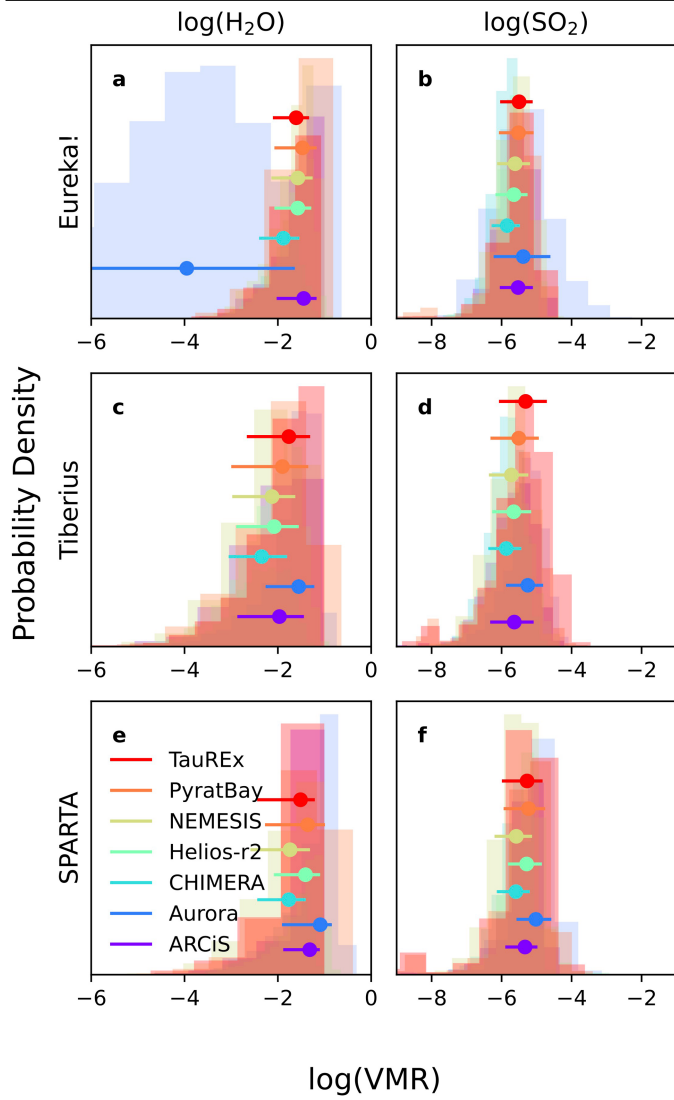 log(H₂O) log(SO₂)
Eureka!
a b
−6 −4 −2 0 −8 −6 −4 −2
Probability Density
Tiberius
c d
−6 −4 −2 0 −8 −6 −4 −2
SPARTA
e f
TauREx
PyratBay
NEMESIS
Helios-r2
CHIMERA
Aurora
ARCiS
−6 −4 −2 0 −8 −6 −4 −2
log(VMR)